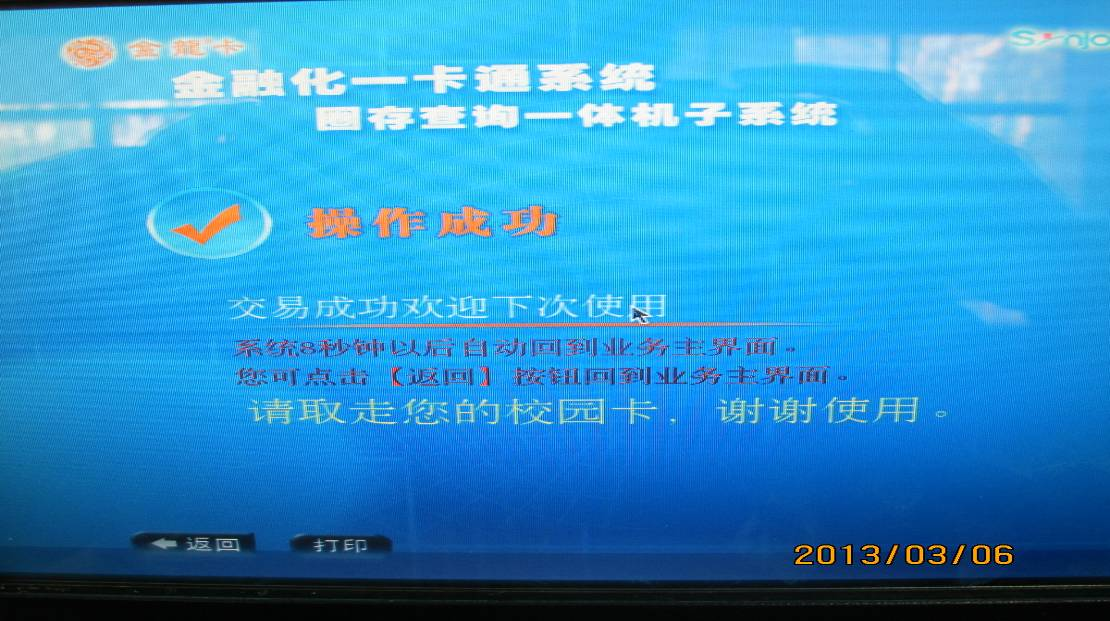 金龍卡
金融化一卡通系统
圈存查询一体机子系统
操作成功
交易成功欢迎下次使用
系统8秒钟以后自动回到业务主界面。
您可点击【返回】按钮回到业务主界面。
请取走您的校园卡，谢谢使用。
返回 打印
2013/03/06